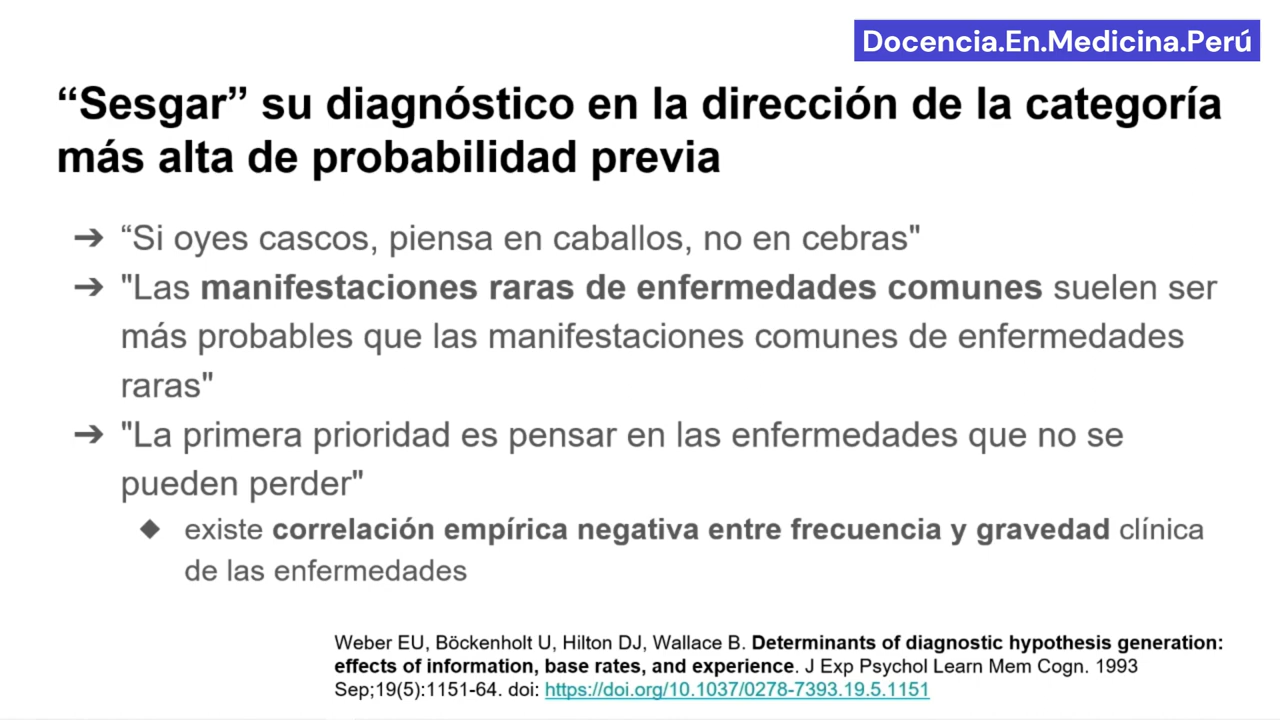 Docencia.En.Medicina.Perú
“Sesgar” su diagnóstico en la dirección de la categoría
más alta de probabilidad previa
➔ “Si oyes cascos, piensa en caballos, no en cebras"
➔ "Las manifestaciones raras de enfermedades comunes suelen ser
más probables que las manifestaciones comunes de enfermedades
raras"
➔ "La primera prioridad es pensar en las enfermedades que no se
pueden perder"
◆ existe correlación empírica negativa entre frecuencia y gravedad clínica
de las enfermedades
Weber EU, Böckenholt U, Hilton DJ, Wallace B. Determinants of diagnostic hypothesis generation:
effects of information, base rates, and experience. J Exp Psychol Learn Mem Cogn. 1993
Sep;19(5):1151-64. doi: https://doi.org/10.1037/0278-7393.19.5.1151